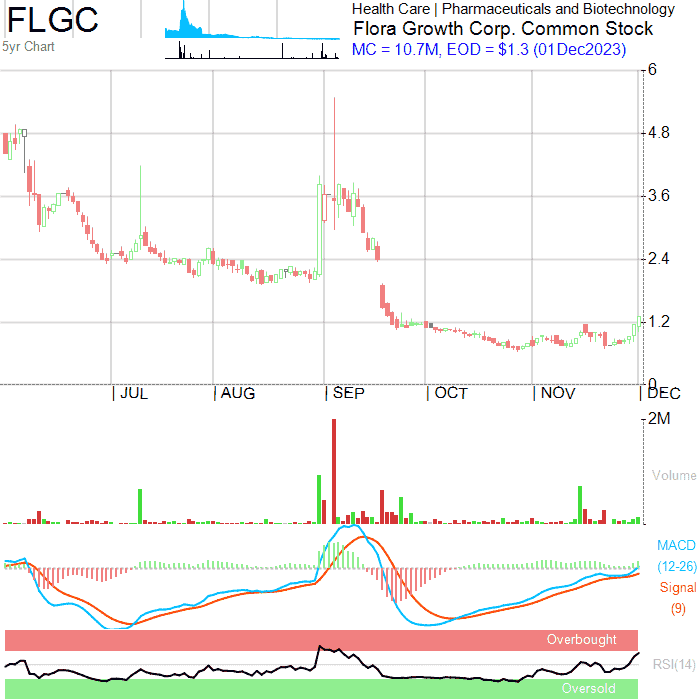 FLGC
5yr Chart
Health Care | Pharmaceuticals and Biotechnology
Flora Growth Corp. Common Stock
MC = 10.7M, EOD = $1.3 (01Dec2023)
6
4.8
3.6
2.4
1.2
0
| JUL | AUG | SEP | OCT | NOV | DEC
2M
Volume
MACD
(12-26)
Signal
(9)
Overbought
RSI(14)
Oversold